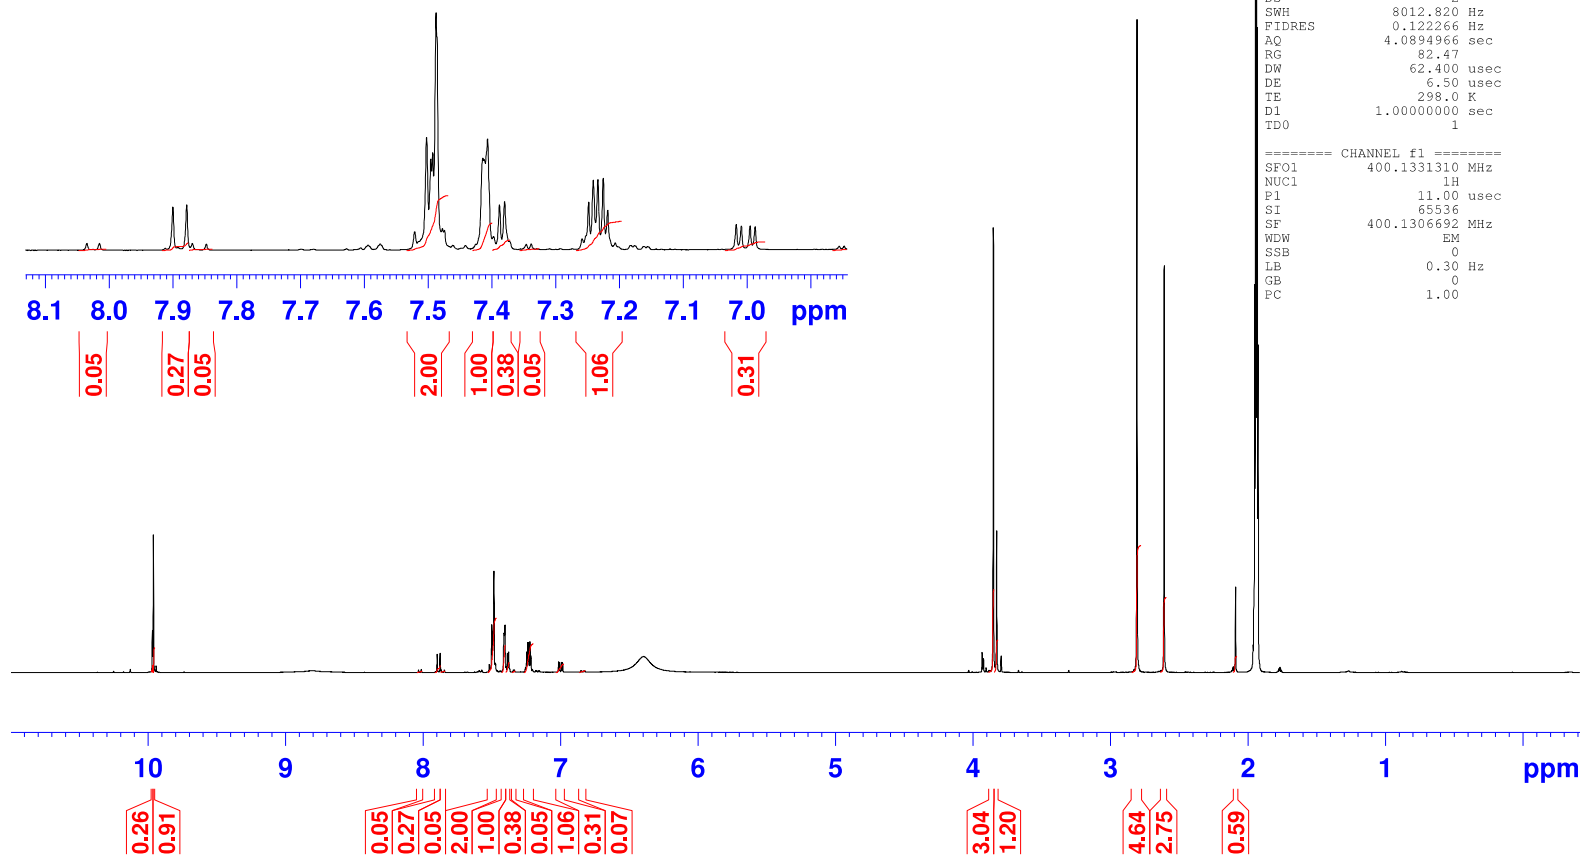 SWH 8012.820 Hz
FIDRES 0.122266 Hz
AQ 4.0894966 sec
RG 82.47
DW 62.400 usec
DE 6.50 usec
TE 298.0 K
D1 1.00000000 sec
TD0 1
======== CHANNEL f1 ========
SFO1 400.1331310 MHz
NUC1 1H
P1 11.00 usec
SI 65536
SF 400.1306692 MHz
WDW EM
SSB 0
LB 0.30 Hz
GB 0
PC 1.00
8.1 8.0 7.9 7.8 7.7 7.6 7.5 7.4 7.3 7.2 7.1 7.0 ppm
0.05 0.27 0.05 2.00 1.00 0.38 0.05 1.06 0.31
10 9 8 7 6 5 4 3 2 1 ppm
0.26 0.91 0.05 0.27 0.05 2.00 1.00 0.38 0.05 1.06 0.31 0.07 3.04 1.20 4.64 2.75 0.59